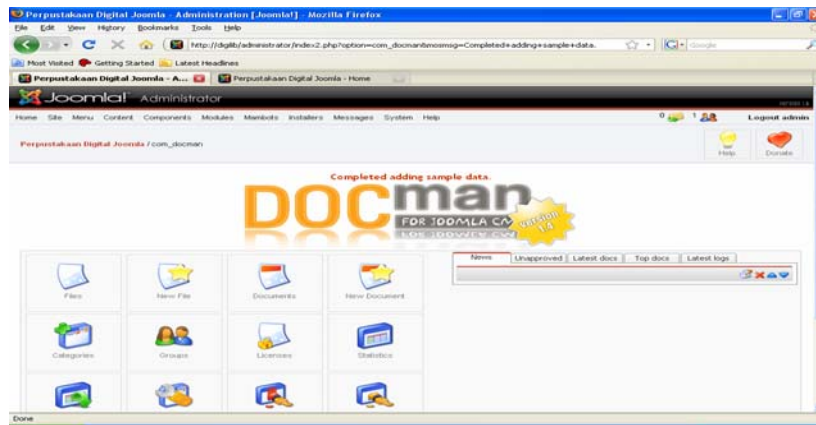 Perpustakaan Digital Joomla - Administration [Joomla!] - Mozilla Firefox
File Edit View History Bookmarks Tools Help
http://digilib/administrator/index2.php?option=com_docman&mosmsg=Completed+adding+sample+data.
Google
Most Visited Getting Started Latest Headlines
Perpustakaan Digital Joomla - A... Perpustakaan Digital Joomla - Home
Joomla! Administrator
Home Site Menu Content Components Modules Mambots Installers Messages System Help 0 1 Logout admin
Perpustakaan Digital Joomla / com_docman
Help Donate
Completed adding sample data.
DOCman
FOR JOOMLA CM
version 1.4
News Unapproved Latest docs Top docs Latest logs
Files New File Documents New Document
Categories Groups Licenses Statistics
Done